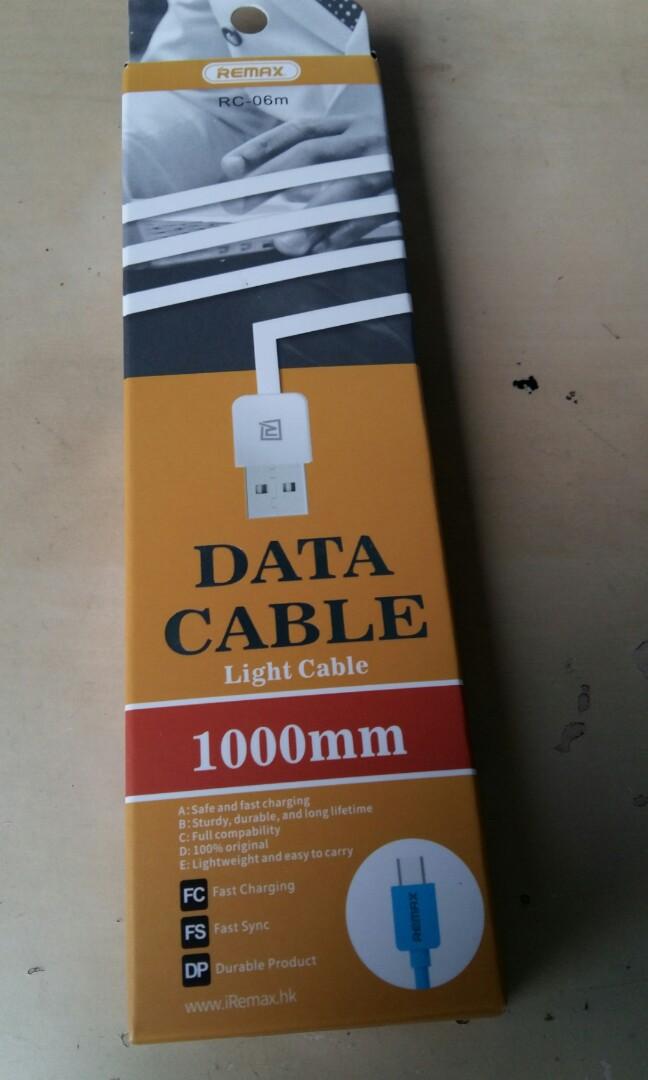 REMAX
RC-06m
DATA
CABLE
Light Cable
1000mm
A: Safe and fast charging
B: Sturdy, durable, and long lifetime
C: Full compability
D: 100% original
E: Lightweight and easy to carry
FC Fast Charging
FS Fast Sync
DP Durable Product
REMAX
www.iRemax.hk